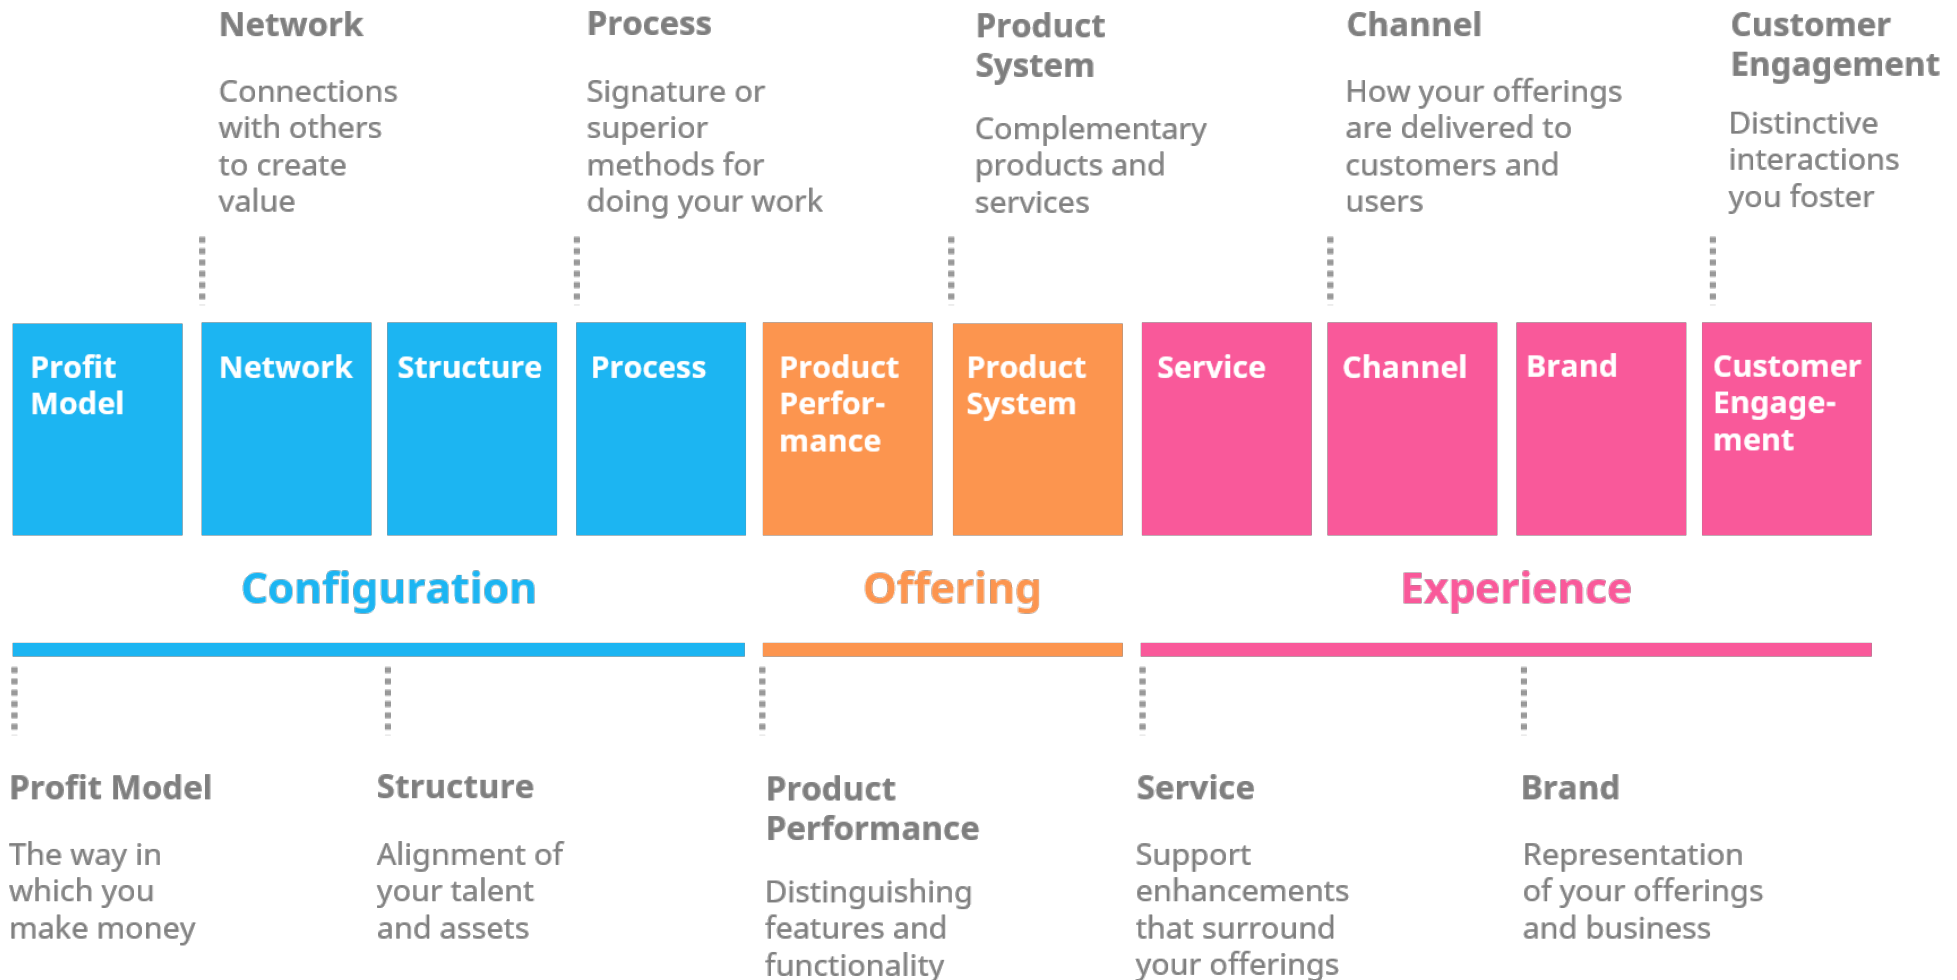 Network
Connections
with others
to create
value
Process
Signature or
superior
methods for
doing your work
Product
System
Complementary
products and
services
Channel
How your offerings
are delivered to
customers and
users
Customer
Engagement
Distinctive
interactions
you foster
Profit
Model
Network
Structure
Process
Product
Perfor-
mance
Product
System
Service
Channel
Brand
Customer
Engage-
ment
Configuration
Offering
Experience
Profit Model
The way in
which you
make money
Structure
Alignment of
your talent
and assets
Product
Performance
Distinguishing
features and
functionality
Service
Support
enhancements
that surround
your offerings
Brand
Representation
of your offerings
and business